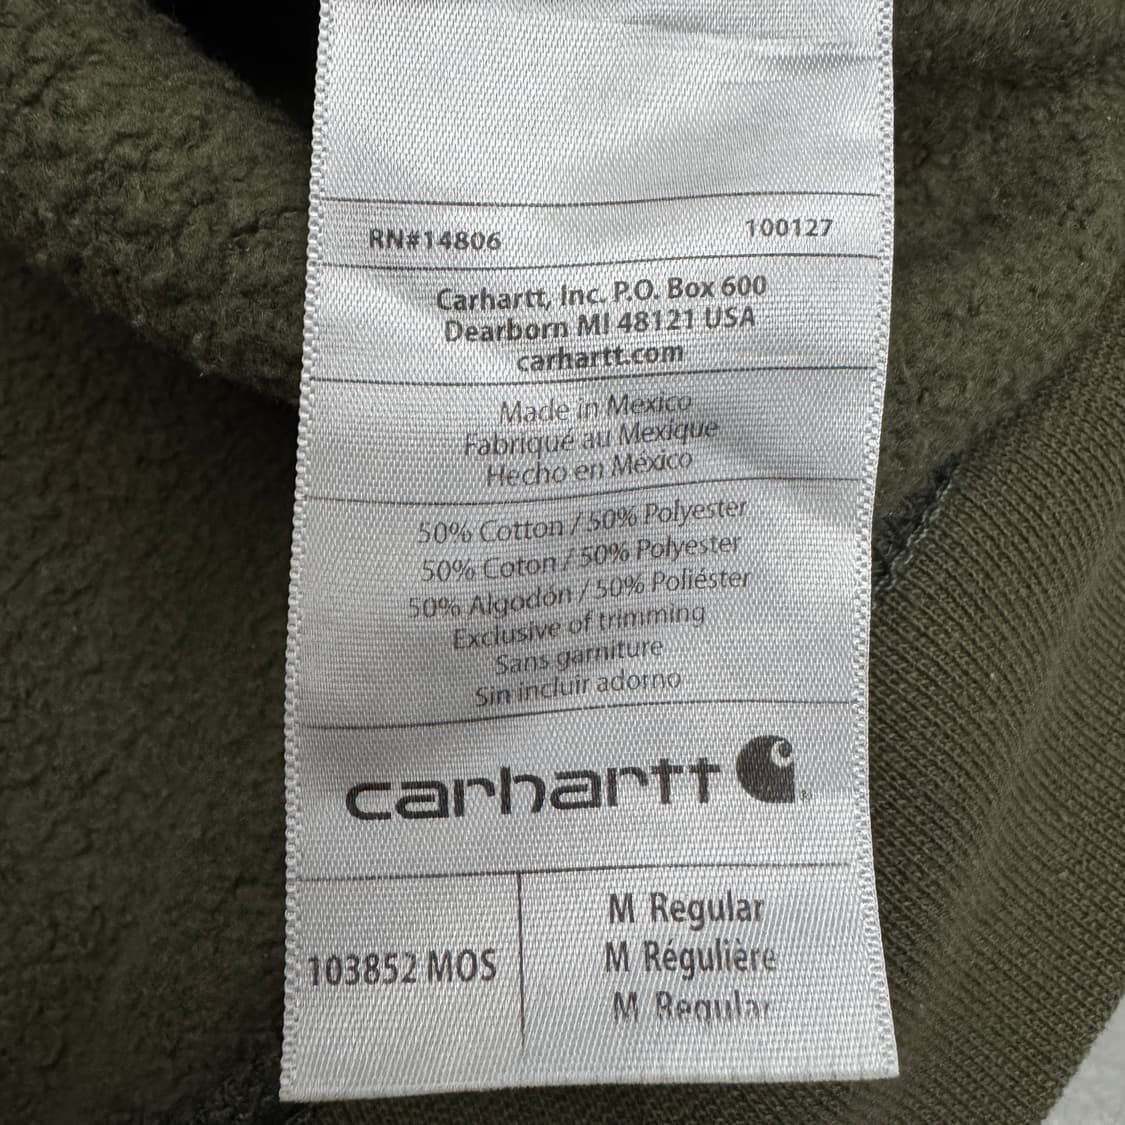 RN#14806 100127
Carhartt, Inc. P.O. Box 600
Dearborn MI 48121 USA
carhartt.com
Made in Mexico
Fabriqué au Mexique
Hecho en México
50% Cotton / 50% Polyester
50% Coton / 50% Polyester
50% Algodón / 50% Poliéster
Exclusive of trimming
Sans garniture
Sin incluir adorno
carhartt
103852 MOS
M Regular
M Régulière
M Regular